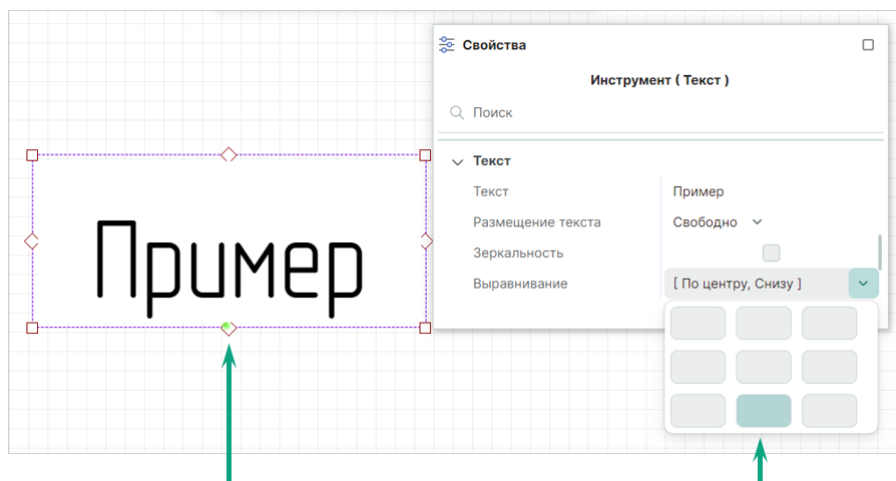 Свойства
Инструмент ( Текст )
Поиск
Текст
Текст Пример
Размещение текста Свободно
Зеркальность
Выравнивание [ По центру, Снизу ]
Пример